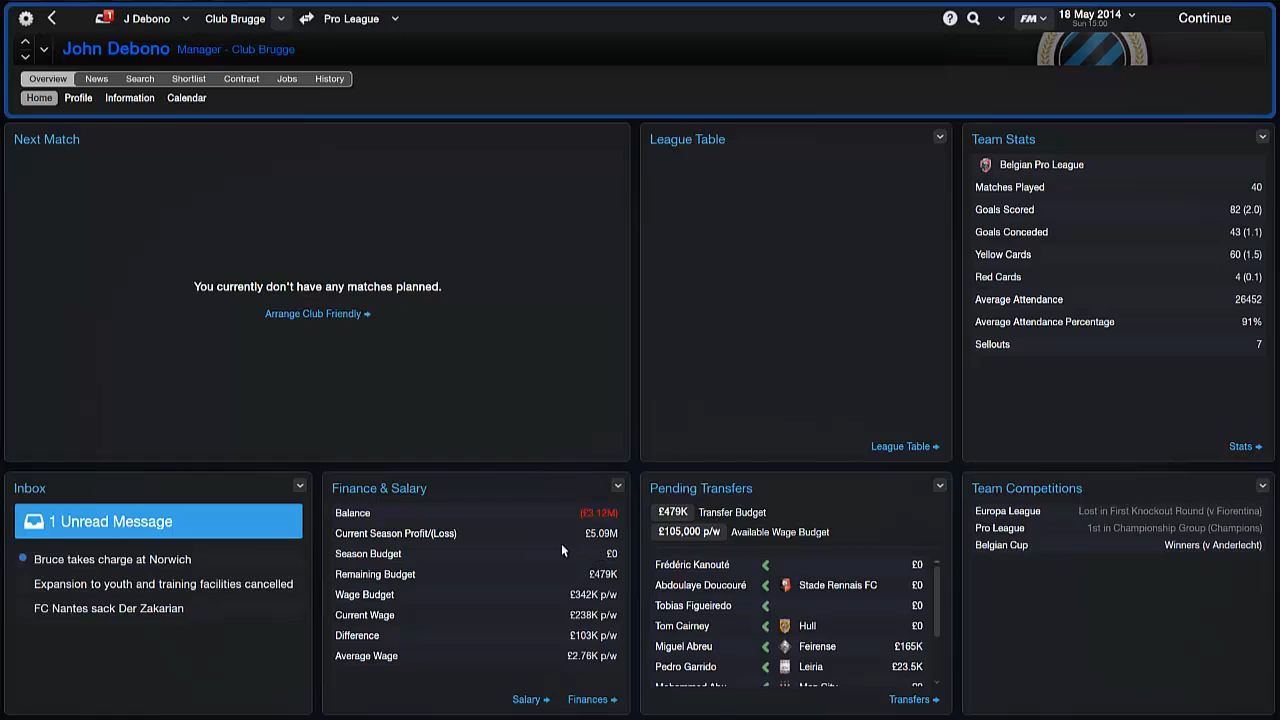 1 J Debono Club Brugge Pro League ? FM 18 May 2014 Sun 15:00 Continue
John Debono Manager - Club Brugge
Overview News Search Shortlist Contract Jobs History
Home Profile Information Calendar
Next Match
You currently don't have any matches planned.
Arrange Club Friendly
League Table
League Table
Team Stats
Belgian Pro League
Matches Played 40
Goals Scored 82 (2.0)
Goals Conceded 43 (1.1)
Yellow Cards 60 (1.5)
Red Cards 4 (0.1)
Average Attendance 26452
Average Attendance Percentage 91%
Sellouts 7
Stats
Inbox
1 Unread Message
Bruce takes charge at Norwich
Expansion to youth and training facilities cancelled
FC Nantes sack Der Zakarian
Finance & Salary
Balance (£3.12M)
Current Season Profit/(Loss) £5.09M
Season Budget £0
Remaining Budget £479K
Wage Budget £342K p/w
Current Wage £238K p/w
Difference £103K p/w
Average Wage £2.76K p/w
Salary Finances
Pending Transfers
£479K Transfer Budget
£105,000 p/w Available Wage Budget
Frédéric Kanouté £0
Abdoulaye Doucouré Stade Rennais FC £0
Tobias Figueiredo £0
Tom Cairney Hull £0
Miguel Abreu Feirense £165K
Pedro Garrido Leiria £23.5K
Transfers
Team Competitions
Europa League Lost in First Knockout Round (v Fiorentina)
Pro League 1st in Championship Group (Champions)
Belgian Cup Winners (v Anderlecht)